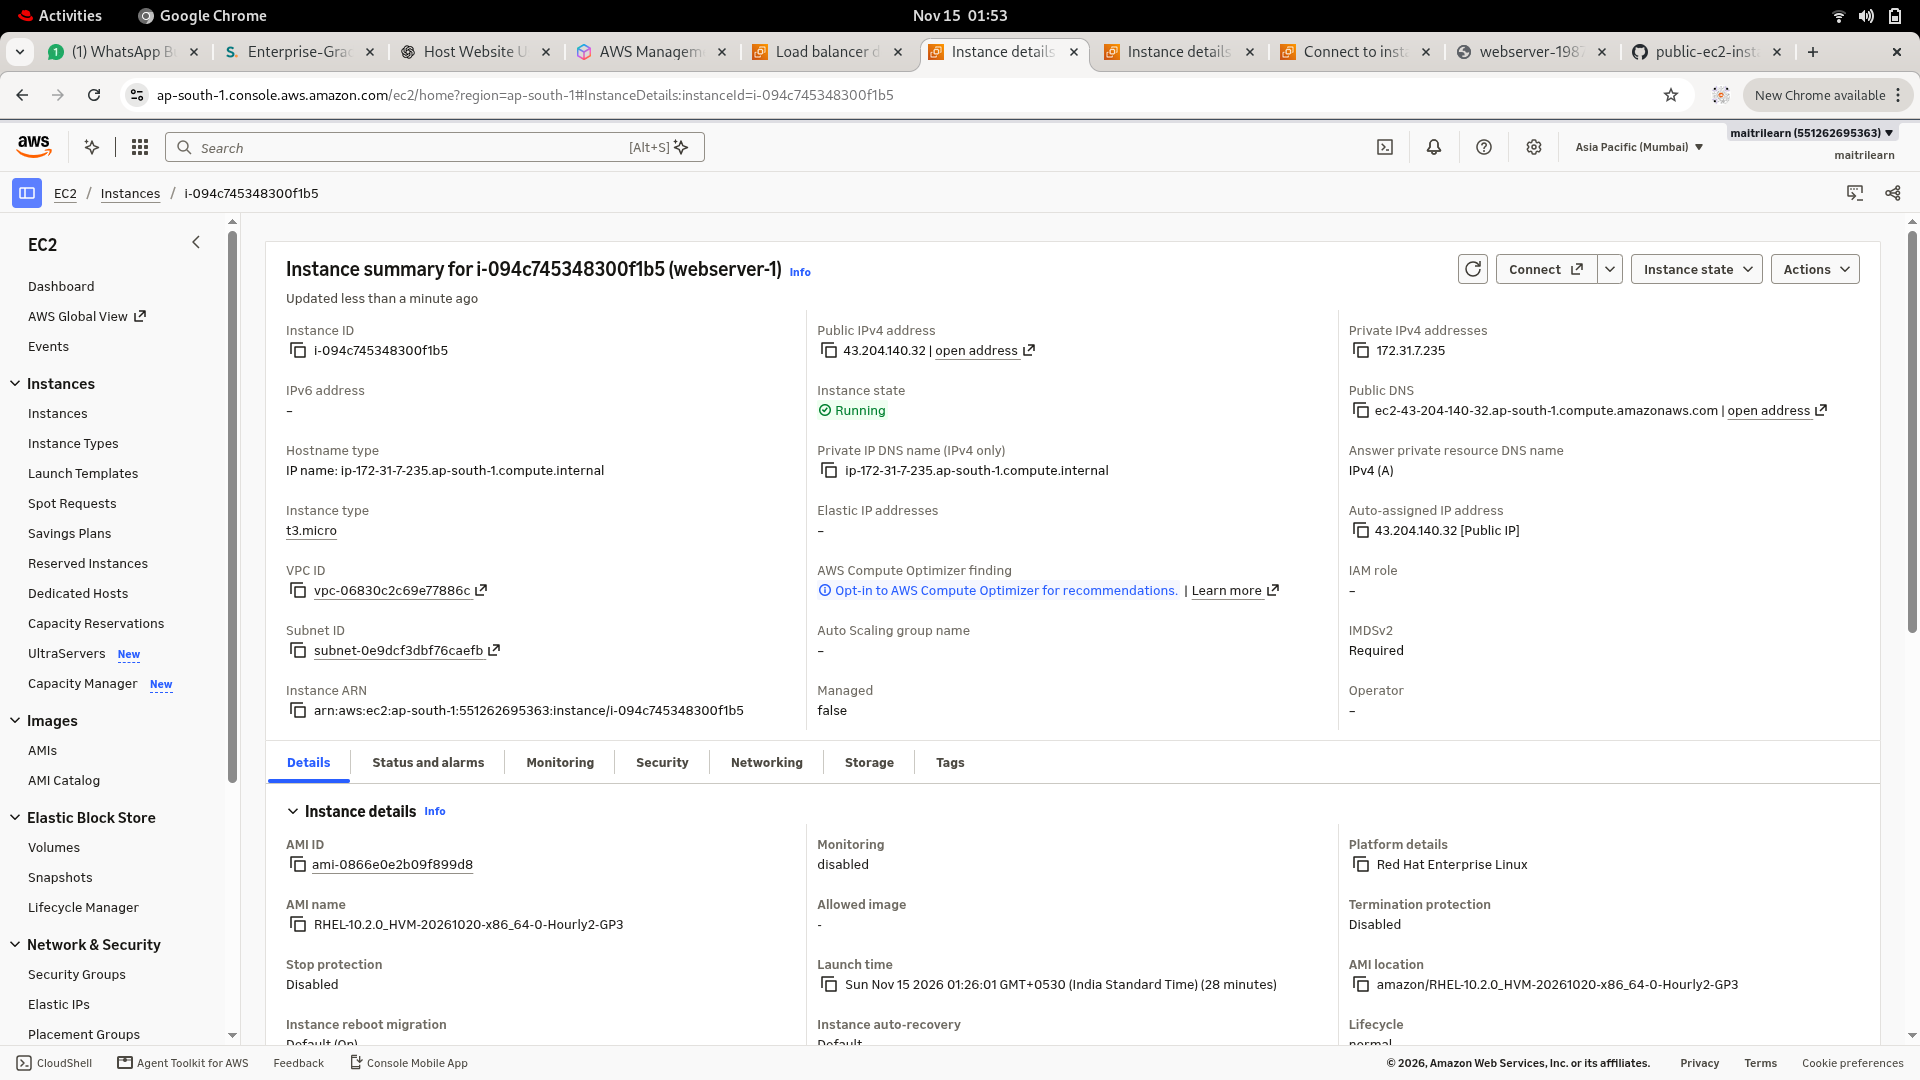 Activities
Google Chrome
Nov 15 01:53
(1) WhatsApp B
Enterprise-Gra
Host Website U
AWS Managem
Load balancer d
Instance details
Instance details
Connect to inst
webserver-198
public-ec2-inst
ap-south-1.console.aws.amazon.com/ec2/home?region=ap-south-1#InstanceDetails:instanceId=i-094c745348300f1b5
New Chrome available
aws
Search
[Alt+S]
Asia Pacific (Mumbai)
maitrilearn (551262695363)
maitrilearn
EC2 / Instances / i-094c745348300f1b5
EC2
Dashboard
AWS Global View
Events
Instances
Instances
Instance Types
Launch Templates
Spot Requests
Savings Plans
Reserved Instances
Dedicated Hosts
Capacity Reservations
UltraServers New
Capacity Manager New
Images
AMIs
AMI Catalog
Elastic Block Store
Volumes
Snapshots
Lifecycle Manager
Network & Security
Security Groups
Elastic IPs
Placement Groups
Instance summary for i-094c745348300f1b5 (webserver-1) Info
Updated less than a minute ago
Connect
Instance state
Actions
Instance ID
i-094c745348300f1b5
Public IPv4 address
43.204.140.32 | open address
Private IPv4 addresses
172.31.7.235
IPv6 address
–
Instance state
Running
Public DNS
ec2-43-204-140-32.ap-south-1.compute.amazonaws.com | open address
Hostname type
IP name: ip-172-31-7-235.ap-south-1.compute.internal
Private IP DNS name (IPv4 only)
ip-172-31-7-235.ap-south-1.compute.internal
Answer private resource DNS name
IPv4 (A)
Instance type
t3.micro
Elastic IP addresses
–
Auto-assigned IP address
43.204.140.32 [Public IP]
VPC ID
vpc-06830c2c69e77886c
AWS Compute Optimizer finding
Opt-in to AWS Compute Optimizer for recommendations. | Learn more
IAM role
–
Subnet ID
subnet-0e9dcf3dbf76caefb
Auto Scaling group name
–
IMDSv2
Required
Instance ARN
arn:aws:ec2:ap-south-1:551262695363:instance/i-094c745348300f1b5
Managed
false
Operator
–
Details
Status and alarms
Monitoring
Security
Networking
Storage
Tags
Instance details Info
AMI ID
ami-0866e0e2b09f899d8
Monitoring
disabled
Platform details
Red Hat Enterprise Linux
AMI name
RHEL-10.2.0_HVM-20261020-x86_64-0-Hourly2-GP3
Allowed image
-
Termination protection
Disabled
Stop protection
Disabled
Launch time
Sun Nov 15 2026 01:26:01 GMT+0530 (India Standard Time) (28 minutes)
AMI location
amazon/RHEL-10.2.0_HVM-20261020-x86_64-0-Hourly2-GP3
Instance reboot migration
Default (On)
Instance auto-recovery
Default
Lifecycle
normal
CloudShell
Agent Toolkit for AWS
Feedback
Console Mobile App
© 2026, Amazon Web Services, Inc. or its affiliates.
Privacy
Terms
Cookie preferences